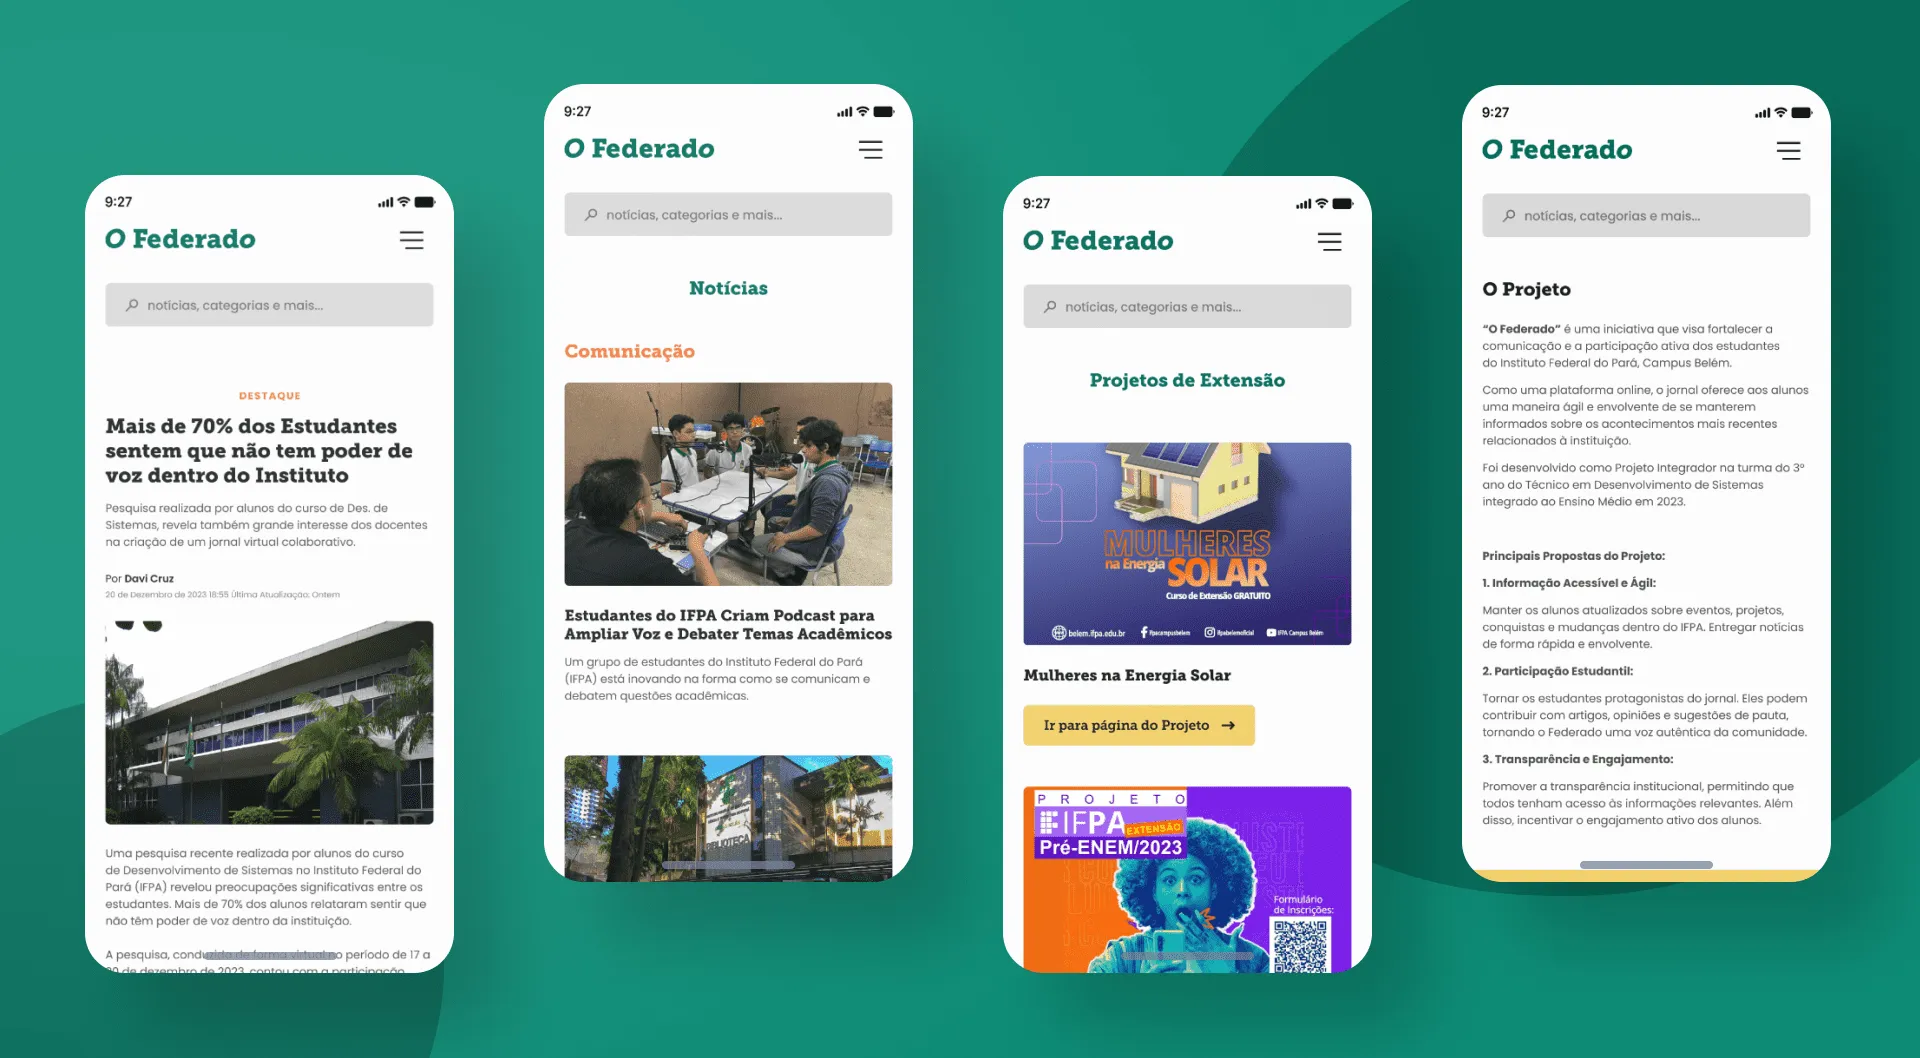 9:27
O Federado
notícias, categorias e mais...
DESTAQUE
Mais de 70% dos Estudantes
sentem que não tem poder de
voz dentro do Instituto
Pesquisa realizada por alunos do curso de Des. de
Sistemas, revela também grande interesse dos docentes
na criação de um jornal virtual colaborativo.
Por Davi Cruz
20 de Dezembro de 2023 18:55 Última Atualização: Ontem
Uma pesquisa recente realizada por alunos do curso
de Desenvolvimento de Sistemas no Instituto Federal do
Pará (IFPA) revelou preocupações significativas entre os
estudantes. Mais de 70% dos alunos relataram sentir que
não têm poder de voz dentro da instituição.
A pesquisa, conduzida de forma virtual no período de 17 a
20 de dezembro de 2023, contou com a participação
9:27
O Federado
notícias, categorias e mais...
Notícias
Comunicação
Estudantes do IFPA Criam Podcast para
Ampliar Voz e Debater Temas Acadêmicos
Um grupo de estudantes do Instituto Federal do Pará
(IFPA) está inovando na forma como se comunicam e
debatem questões acadêmicas.
BIBLIOTECA
9:27
O Federado
notícias, categorias e mais...
Projetos de Extensão
MULHERES
na Energia
SOLAR
Curso de Extensão GRATUITO
belem.ifpa.edu.br
ifpacampusbelem
ifpabelemoficial
IFPA Campus Belém
Mulheres na Energia Solar
Ir para página do Projeto →
PROJETO
IFPA
EXTENSÃO
Pré-ENEM/2023
Formulário
de Inscrições:
9:27
O Federado
notícias, categorias e mais...
O Projeto
“O Federado” é uma iniciativa que visa fortalecer a
comunicação e a participação ativa dos estudantes
do Instituto Federal do Pará, Campus Belém.
Como uma plataforma online, o jornal oferece aos alunos
uma maneira ágil e envolvente de se manterem
informados sobre os acontecimentos mais recentes
relacionados à instituição.
Foi desenvolvido como Projeto Integrador na turma do 3º
ano do Técnico em Desenvolvimento de Sistemas
integrado ao Ensino Médio em 2023.
Principais Propostas do Projeto:
1. Informação Acessível e Ágil:
Manter os alunos atualizados sobre eventos, projetos,
conquistas e mudanças dentro do IFPA. Entregar notícias
de forma rápida e envolvente.
2. Participação Estudantil:
Tornar os estudantes protagonistas do jornal. Eles podem
contribuir com artigos, opiniões e sugestões de pauta,
tornando o Federado uma voz autêntica da comunidade.
3. Transparência e Engajamento:
Promover a transparência institucional, permitindo que
todos tenham acesso às informações relevantes. Além
disso, incentivar o engajamento ativo dos alunos.